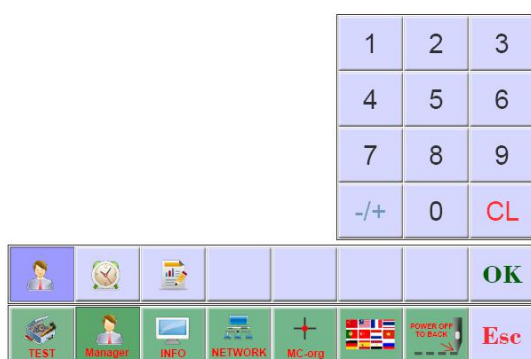 1 2 3
4 5 6
7 8 9
-/+ 0 CL
OK
TEST Manager INFO NETWORK MC-org POWER OFF TO BACK Esc